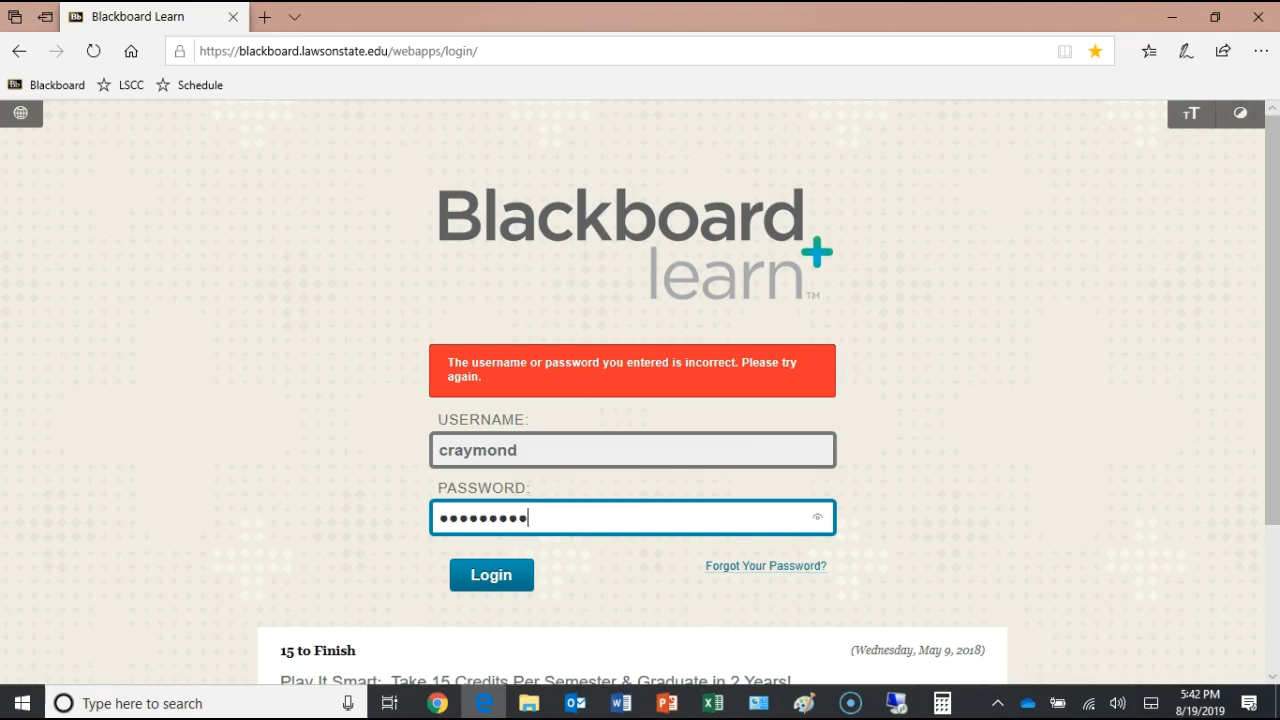 Blackboard Learn
https://blackboard.lawsonstate.edu/webapps/login/
Bb Blackboard LSCC Schedule
TT
Blackboard
learn+
TM
The username or password you entered is incorrect. Please try
again.
USERNAME:
craymond
PASSWORD:
Login
Forgot Your Password?
15 to Finish (Wednesday, May 9, 2018)
Play It Smart: Take 15 Credits Per Semester & Graduate in 2 Years!
Type here to search
5:42 PM
8/19/2019